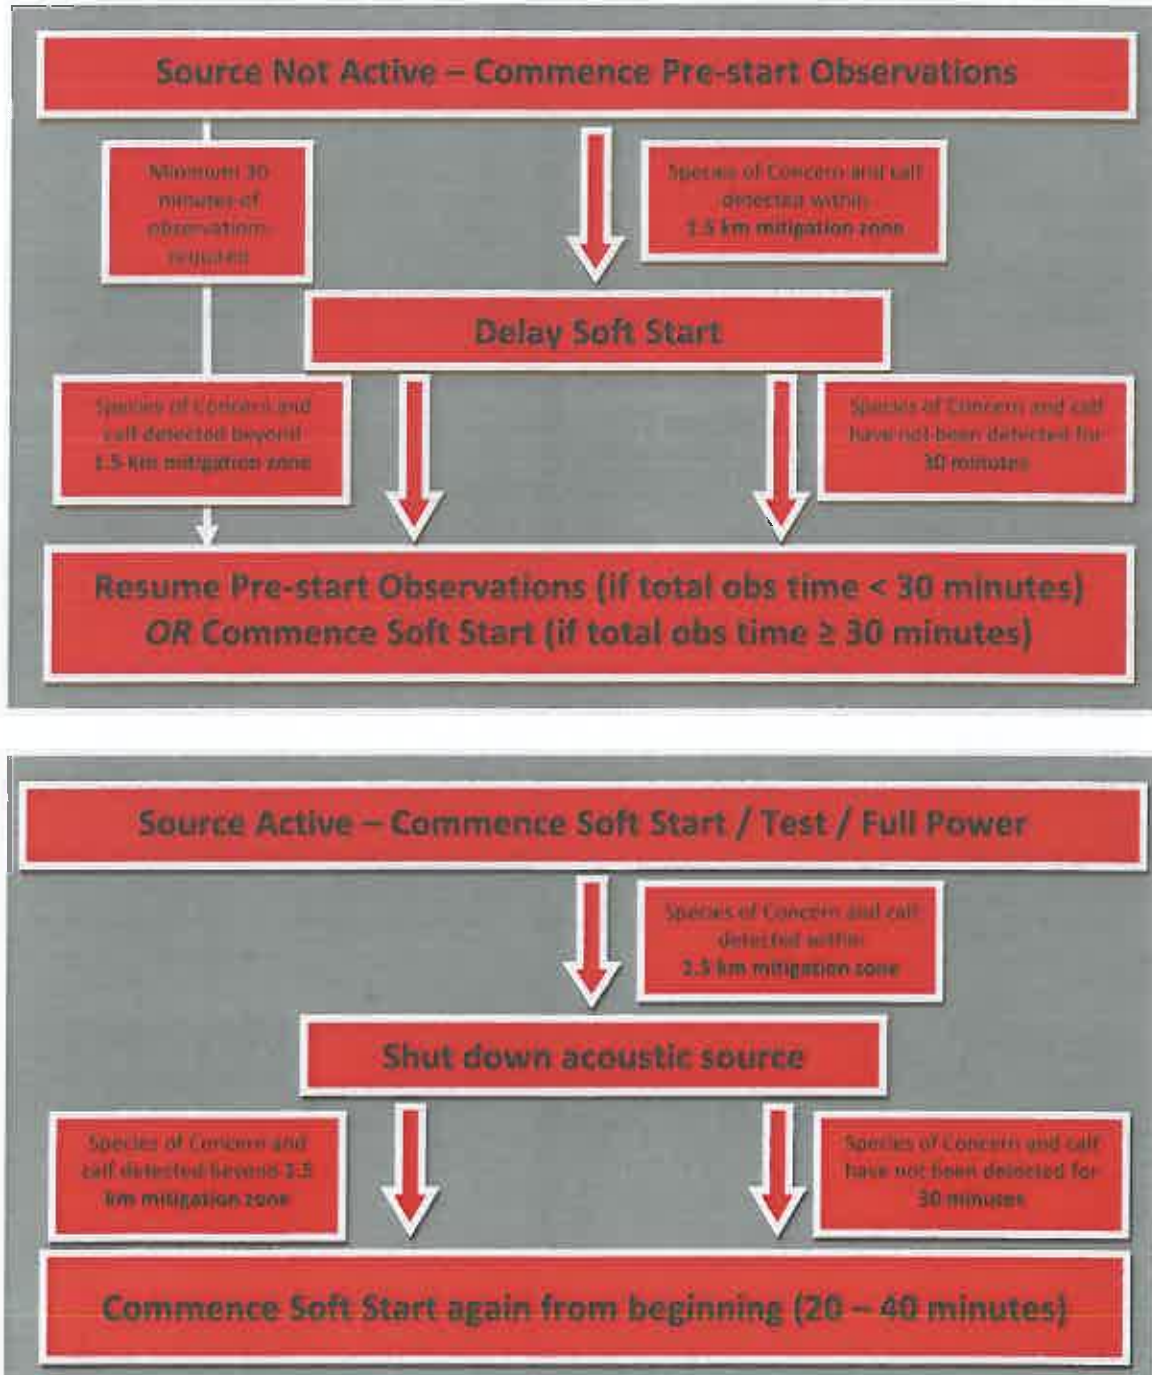 Source Not Active – Commence Pre-start Observations
Minimum 30
minutes of
observations
required
Species of Concern and calf
detected within
1.5 km mitigation zone
Delay Soft Start
Species of Concern and
calf detected beyond
1.5 km mitigation zone
Species of Concern and calf
have not been detected for
30 minutes
Resume Pre-start Observations (if total obs time < 30 minutes)
OR Commence Soft Start (if total obs time ≥ 30 minutes)
Source Active – Commence Soft Start / Test / Full Power
Species of Concern and calf
detected within
1.5 km mitigation zone
Shut down acoustic source
Species of Concern and
calf detected beyond 1.5
km mitigation zone
Species of Concern and calf
have not been detected for
30 minutes
Commence Soft Start again from beginning (20 – 40 minutes)